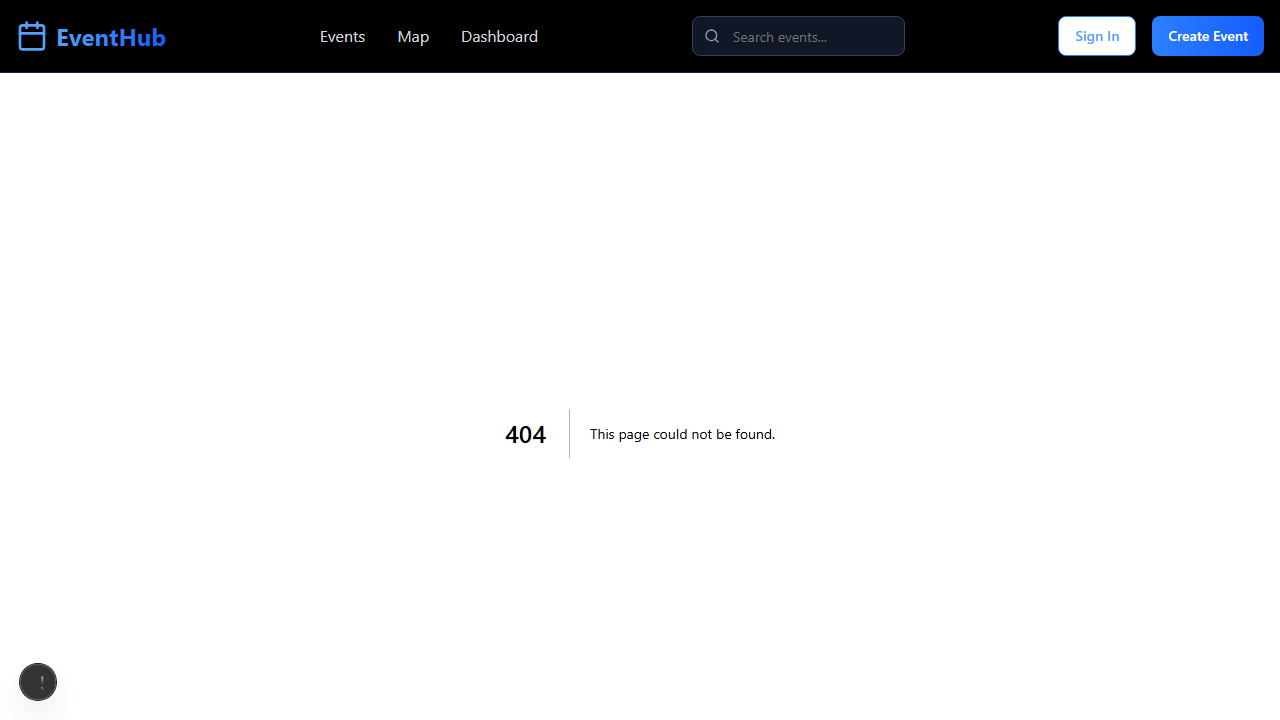 EventHub
Events
Map
Dashboard
Search events...
Sign In
Create Event
404
This page could not be found.
!